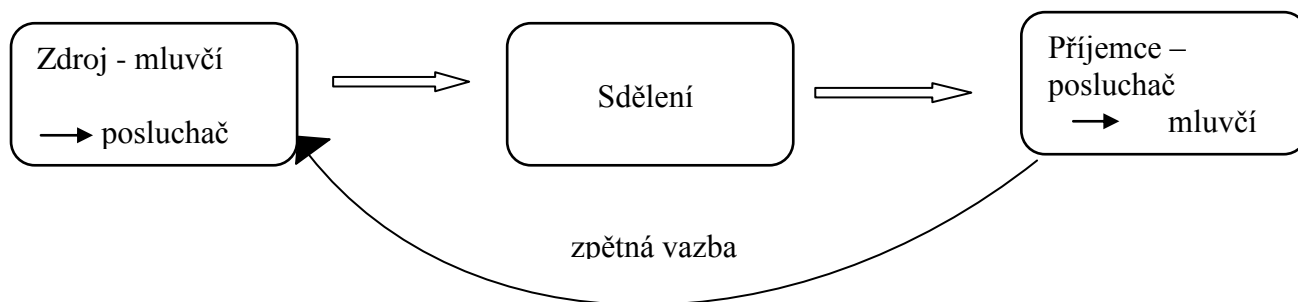 Zdroj - mluvčí
posluchač
Sdělení
Příjemce –
posluchač
mluvčí
zpětná vazba